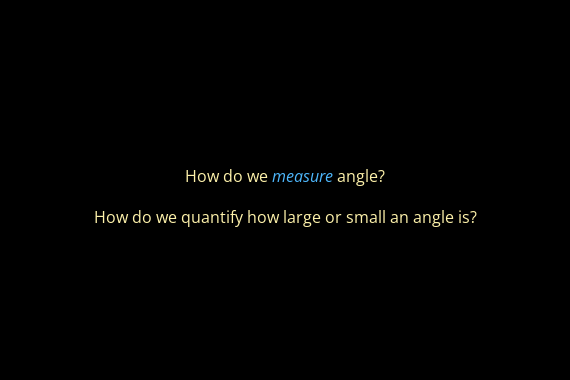 How do we measure angle?
How do we quantify how large or small an angle is?